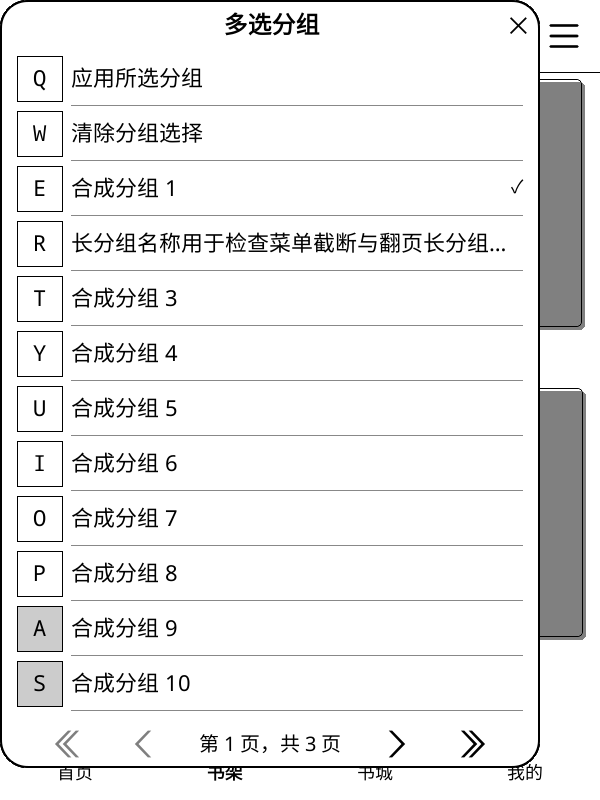 多选分组
Q 应用所选分组
W 清除分组选择
E 合成分组 1 ✓
R 长分组名称用于检查菜单截断与翻页长分组...
T 合成分组 3
Y 合成分组 4
U 合成分组 5
I 合成分组 6
O 合成分组 7
P 合成分组 8
A 合成分组 9
S 合成分组 10
第 1 页，共 3 页
首页 书架 书城 我的